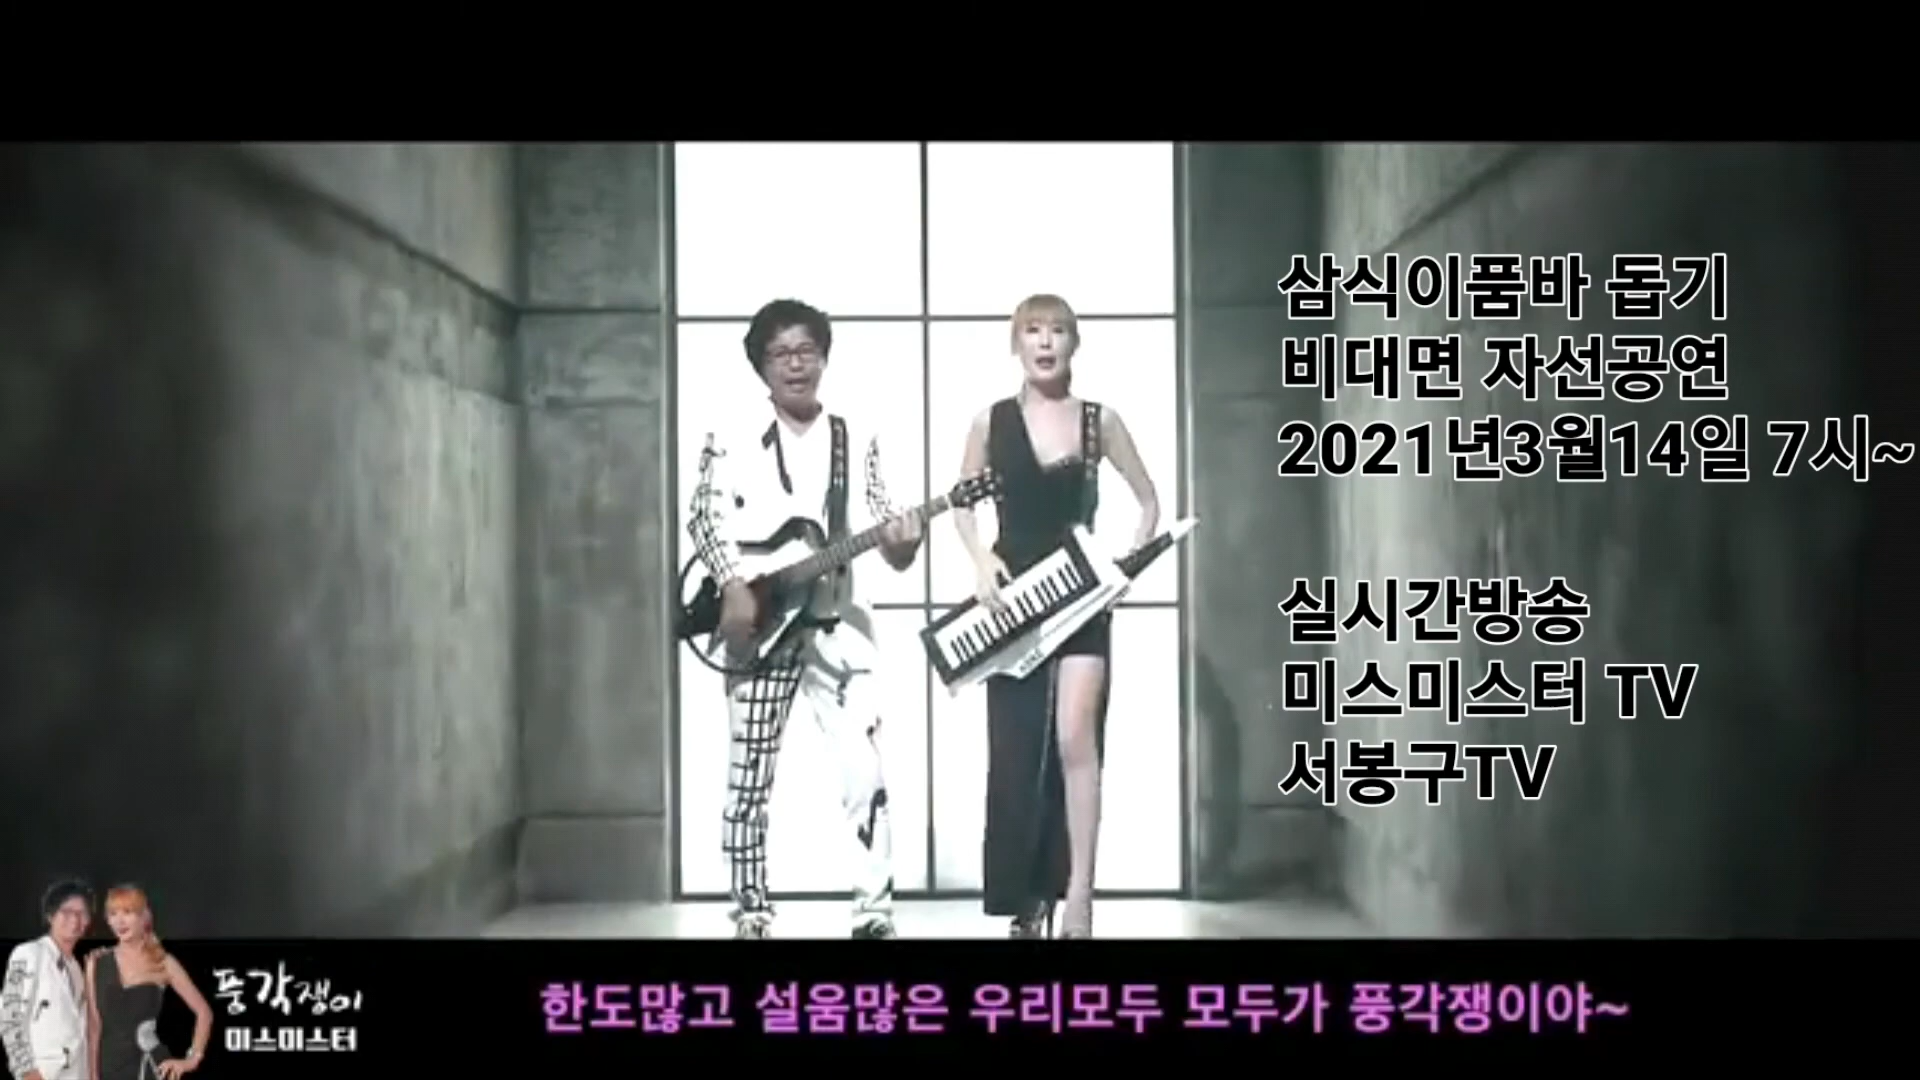 삼식이품바 돕기
비대면 자선공연
2021년3월14일 7시~
실시간방송
미스미스터 TV
서봉구TV
풍각쟁이
미스미스터
한도많고 설움많은 우리모두 모두가 풍각쟁이야~